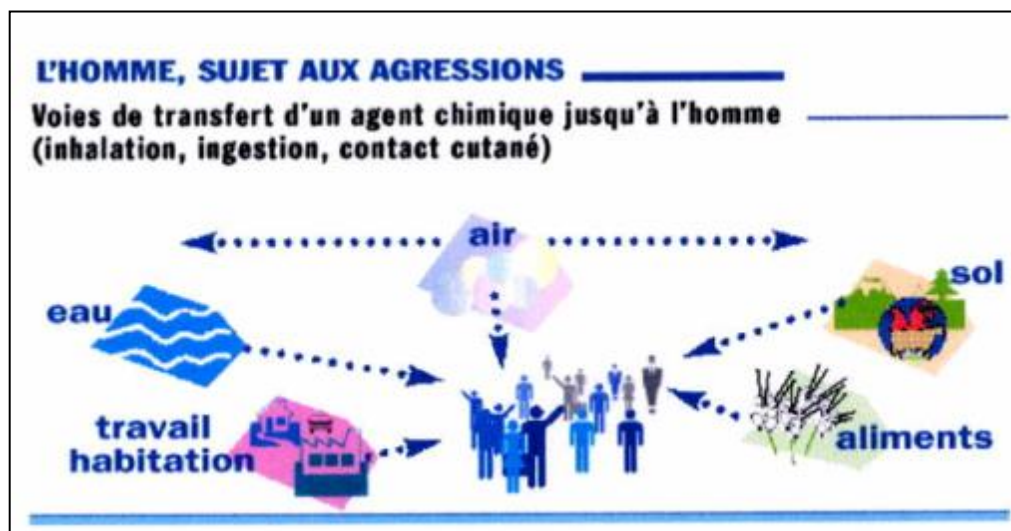 L'HOMME, SUJET AUX AGRESSIONS
Voies de transfert d'un agent chimique jusqu'à l'homme
(inhalation, ingestion, contact cutané)
air
eau
sol
travail
habitation
aliments